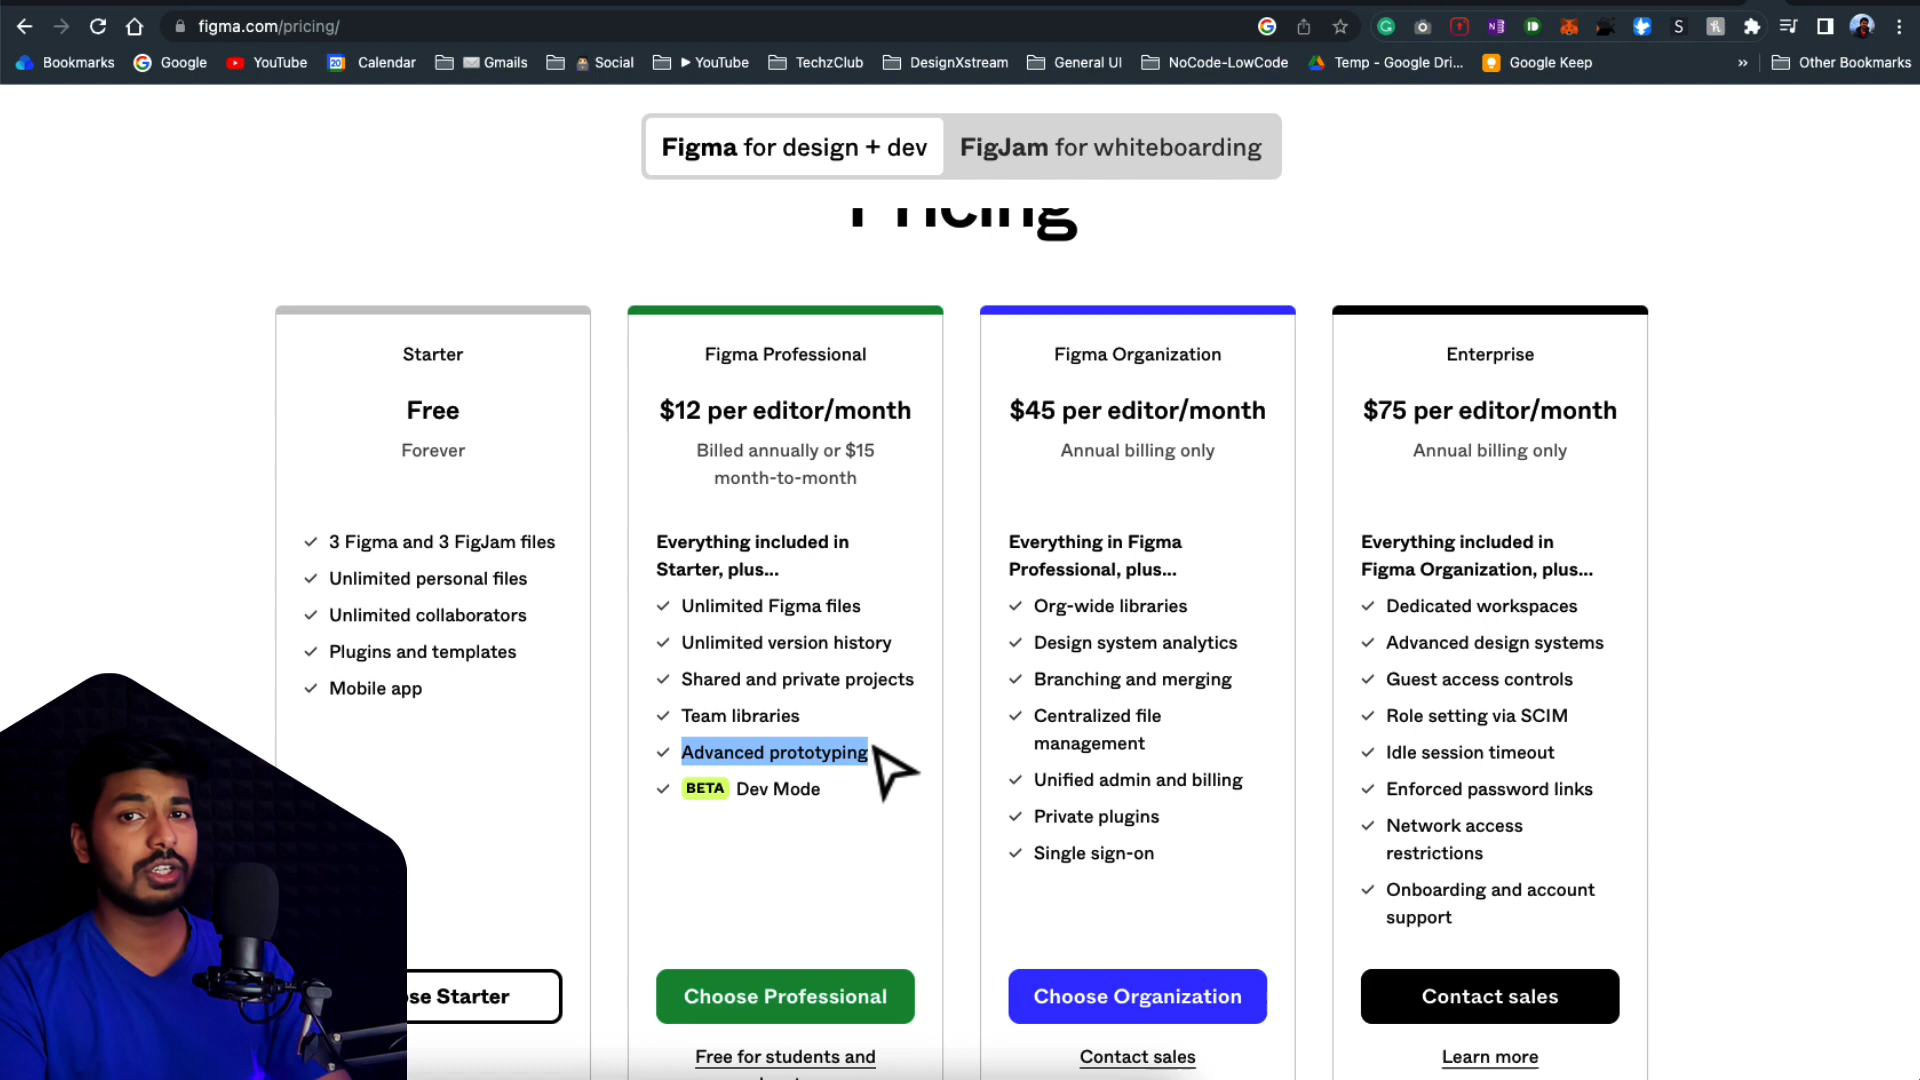 figma.com/pricing/
Bookmarks Google YouTube 20 Calendar Gmails Social YouTube TechzClub DesignXstream General UI NoCode-LowCode Temp - Google Dri... Google Keep » Other Bookmarks
Figma for design + dev FigJam for whiteboarding
Pricing
Starter
Free
Forever
3 Figma and 3 FigJam files
Unlimited personal files
Unlimited collaborators
Plugins and templates
Mobile app
ose Starter
Figma Professional
$12 per editor/month
Billed annually or $15
month-to-month
Everything included in
Starter, plus...
Unlimited Figma files
Unlimited version history
Shared and private projects
Team libraries
Advanced prototyping
BETA Dev Mode
Choose Professional
Free for students and
Figma Organization
$45 per editor/month
Annual billing only
Everything in Figma
Professional, plus...
Org-wide libraries
Design system analytics
Branching and merging
Centralized file
management
Unified admin and billing
Private plugins
Single sign-on
Choose Organization
Contact sales
Enterprise
$75 per editor/month
Annual billing only
Everything included in
Figma Organization, plus...
Dedicated workspaces
Advanced design systems
Guest access controls
Role setting via SCIM
Idle session timeout
Enforced password links
Network access
restrictions
Onboarding and account
support
Contact sales
Learn more